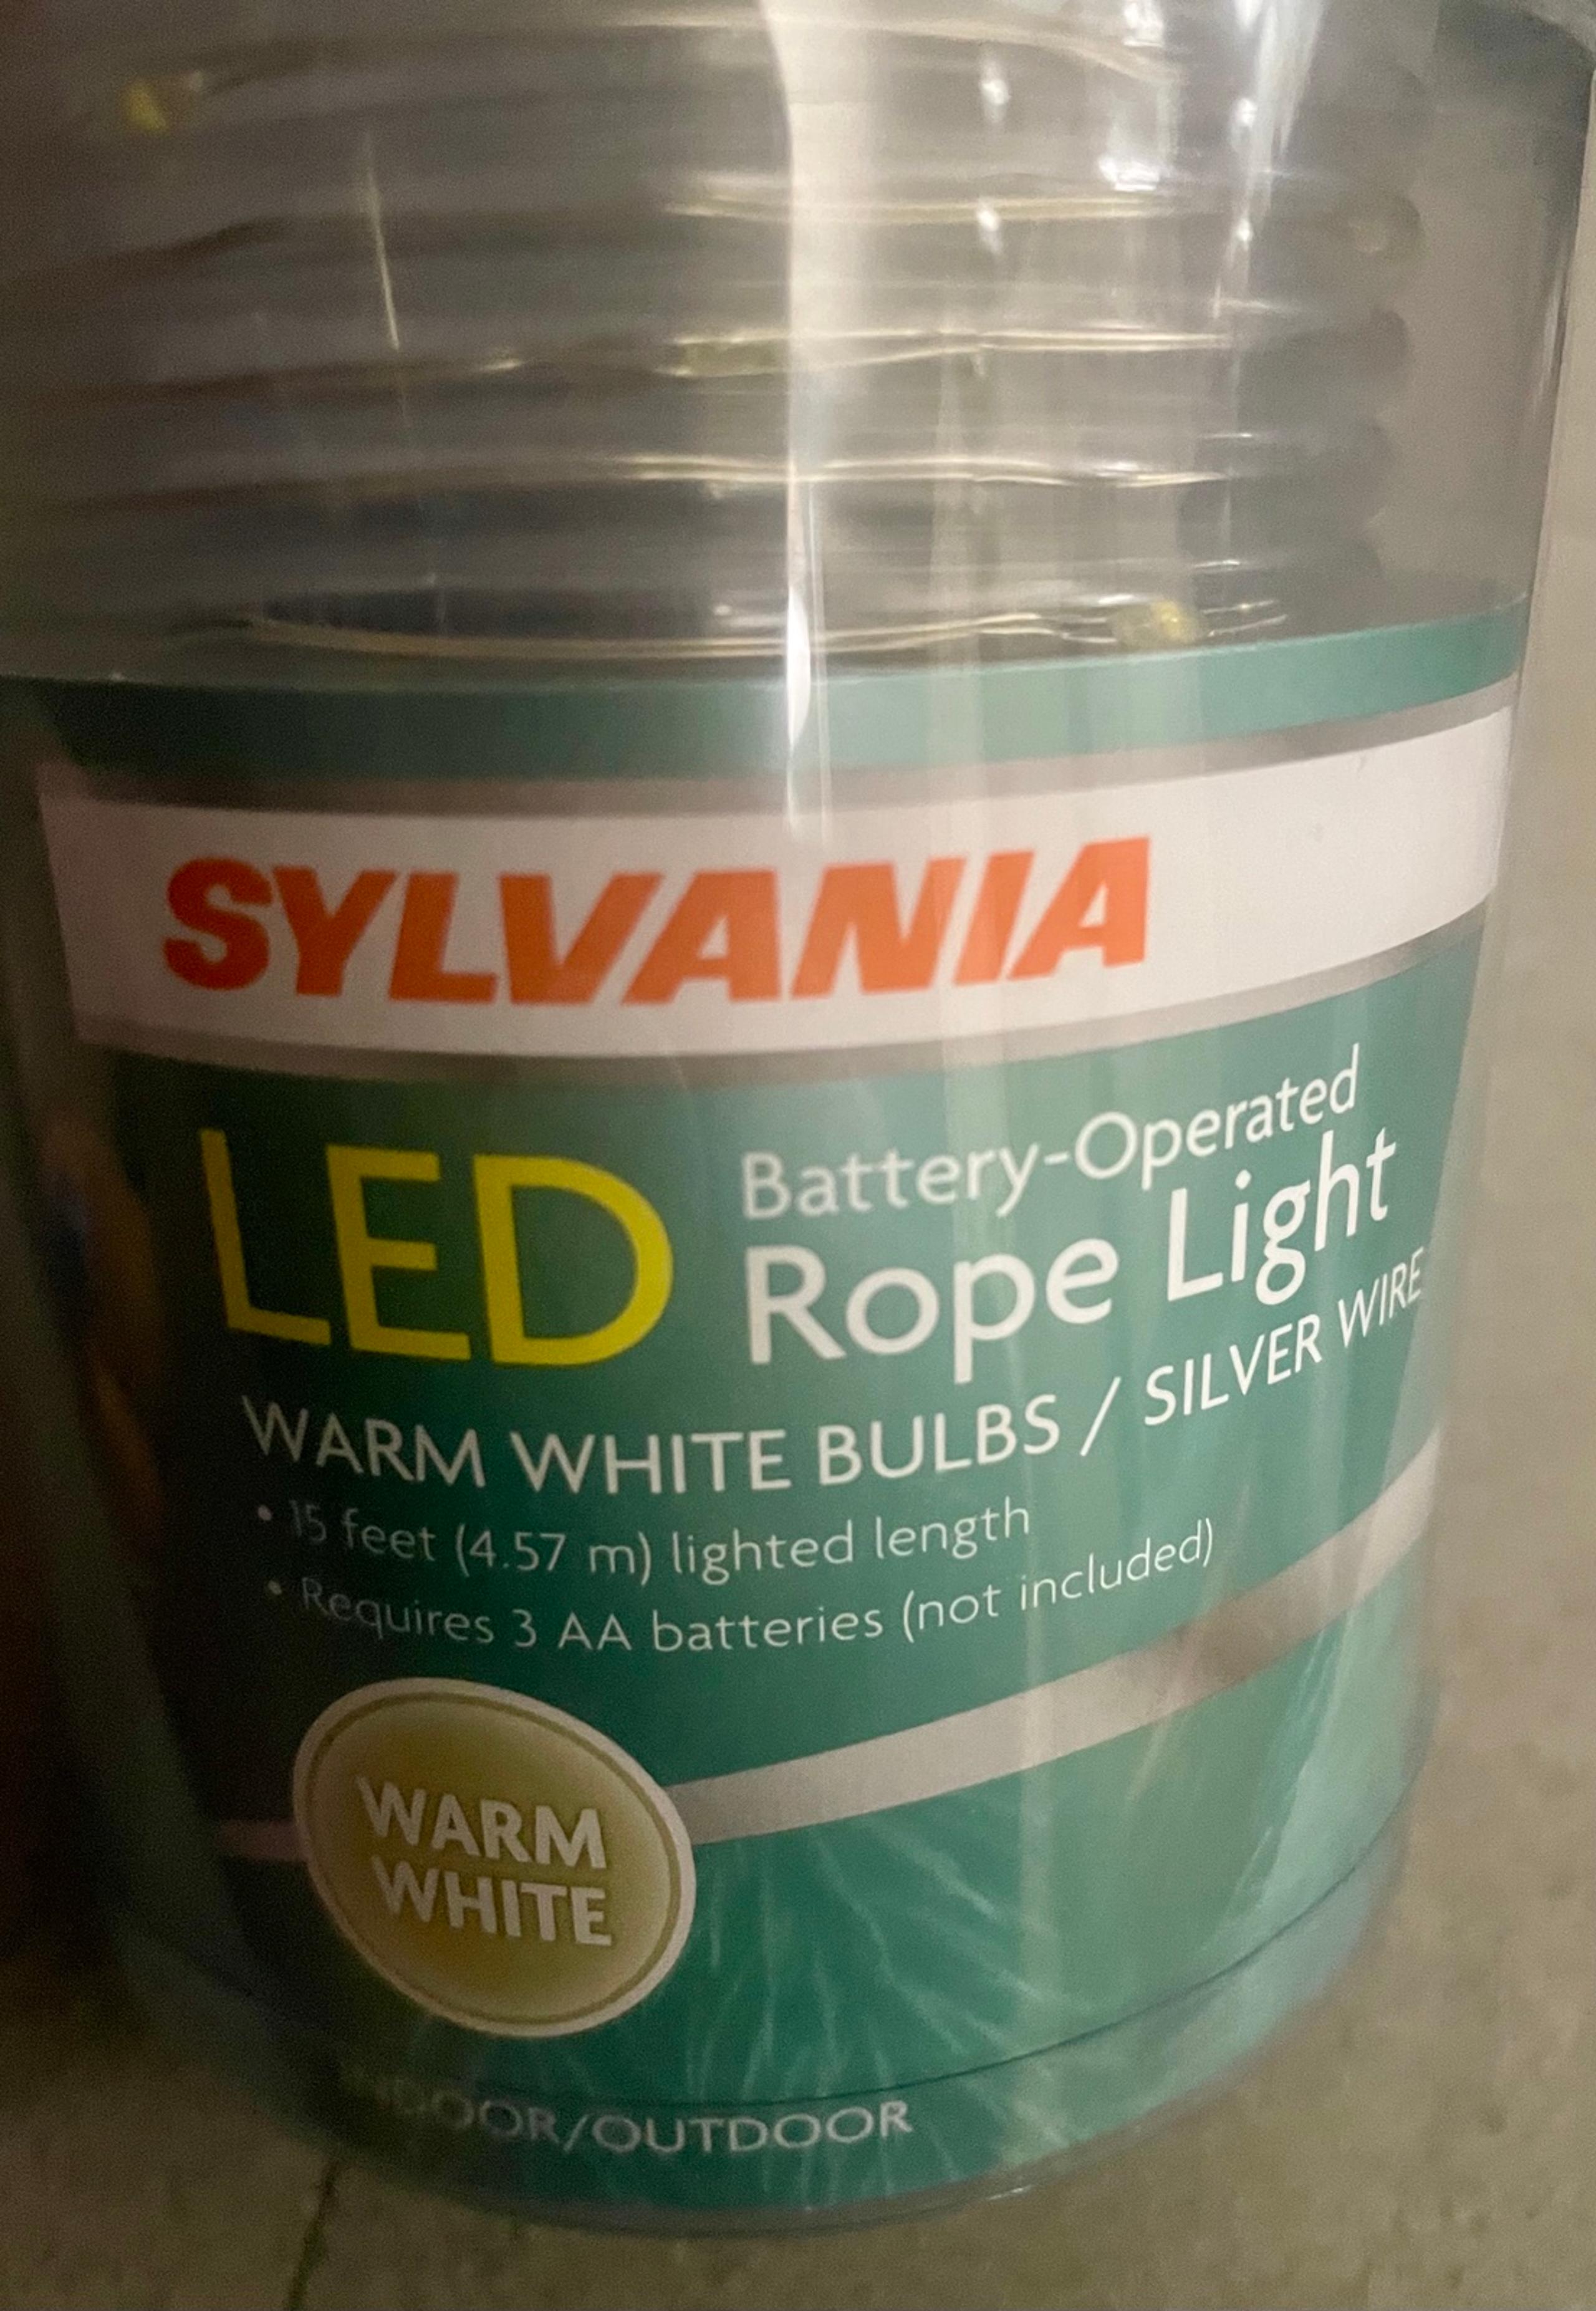 SYLVANIA
LED
Battery-Operated
Rope Light
WARM WHITE BULBS / SILVER WIRE
• 15 feet (4.57 m) lighted length
• Requires 3 AA batteries (not included)
WARM
WHITE
INDOOR/OUTDOOR